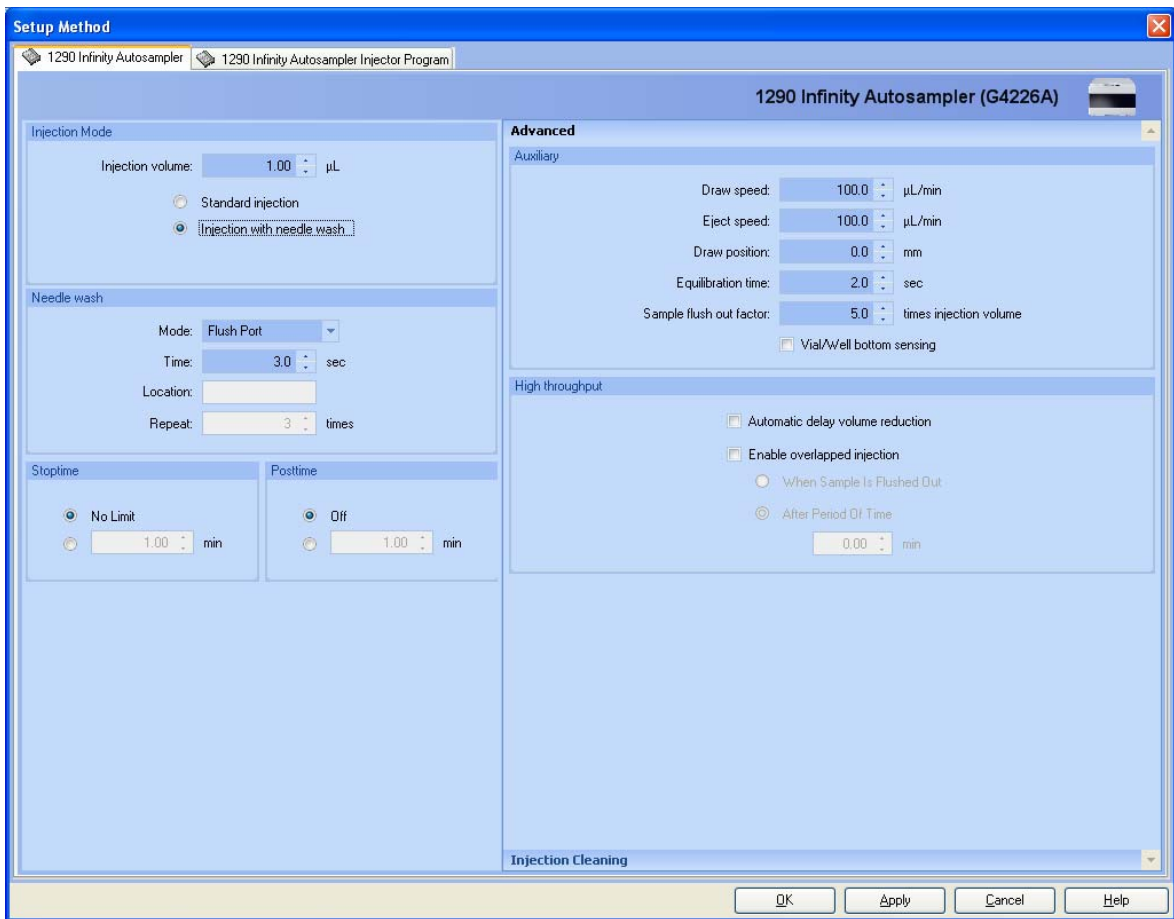 Setup Method
1290 Infinity Autosampler
1290 Infinity Autosampler Injector Program
1290 Infinity Autosampler (G4226A)
Injection Mode
Injection volume: 1.00 µL
Standard injection
Injection with needle wash
Needle wash
Mode: Flush Port
Time: 3.0 sec
Location:
Repeat: 3 times
Stoptime
No Limit
1.00 min
Posttime
Off
1.00 min
Advanced
Auxiliary
Draw speed: 100.0 µL/min
Eject speed: 100.0 µL/min
Draw position: 0.0 mm
Equilibration time: 2.0 sec
Sample flush out factor: 5.0 times injection volume
Vial/Well bottom sensing
High throughput
Automatic delay volume reduction
Enable overlapped injection
When Sample Is Flushed Out
After Period Of Time
0.00 min
Injection Cleaning
OK Apply Cancel Help